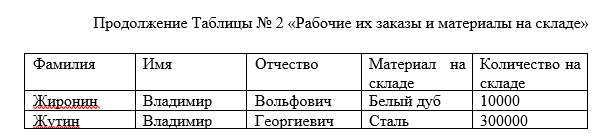 Продолжение Таблицы № 2 «Рабочие их заказы и материалы на складе»
Фамилия Имя Отчество Материал на складе Количество на складе
Жиронин Владимир Вольфович Белый дуб 10000
Жутин Владимир Георгиевич Сталь 300000